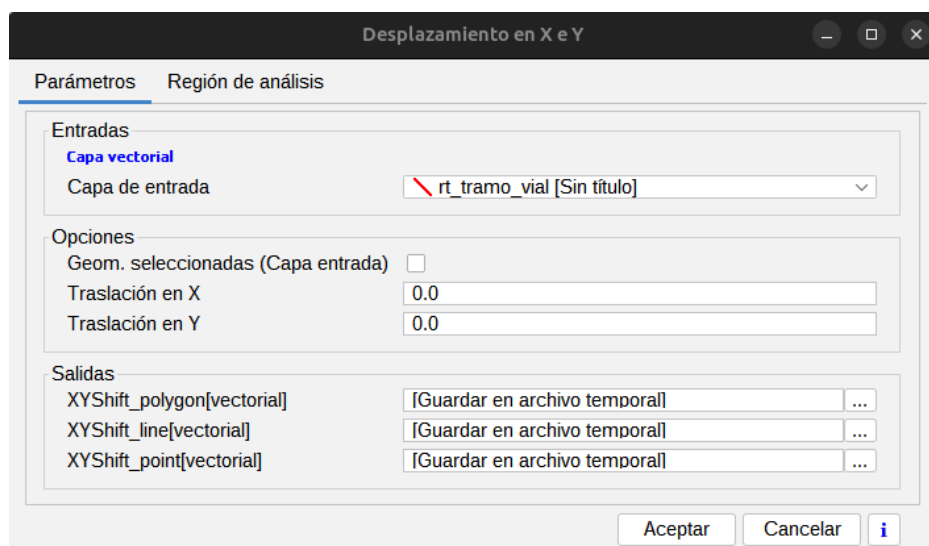 Desplazamiento en X e Y
Parámetros Región de análisis
Entradas
Capa vectorial
Capa de entrada rt_tramo_vial [Sin título]
Opciones
Geom. seleccionadas (Capa entrada)
Traslación en X 0.0
Traslación en Y 0.0
Salidas
XYShift_polygon[vectorial] [Guardar en archivo temporal] ...
XYShift_line[vectorial] [Guardar en archivo temporal] ...
XYShift_point[vectorial] [Guardar en archivo temporal] ...
Aceptar Cancelar i